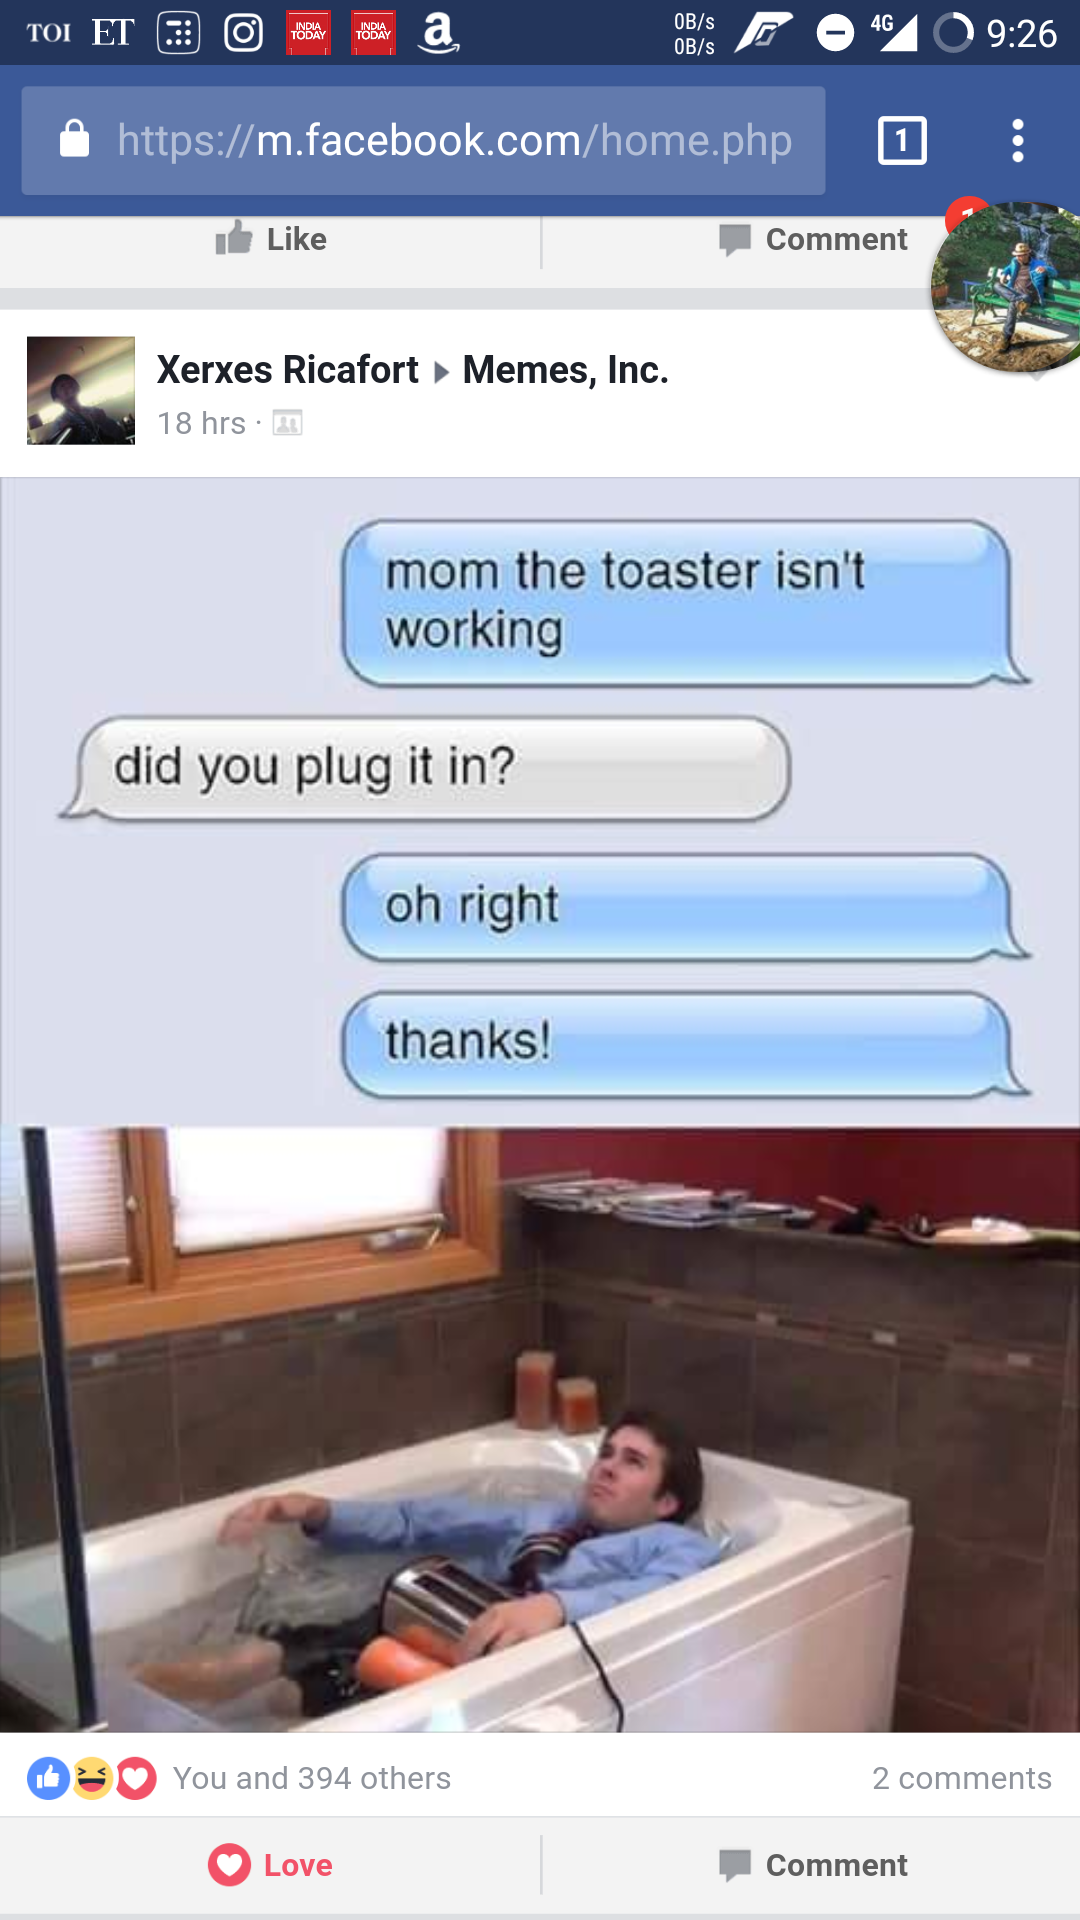 TOI ET INDIA TODAY INDIA TODAY a 0B/s 0B/s 4G 9:26
https://m.facebook.com/home.php 1
Like Comment 1
Xerxes Ricafort Memes, Inc.
18 hrs ·
mom the toaster isn't
working
did you plug it in?
oh right
thanks!
You and 394 others 2 comments
Love Comment